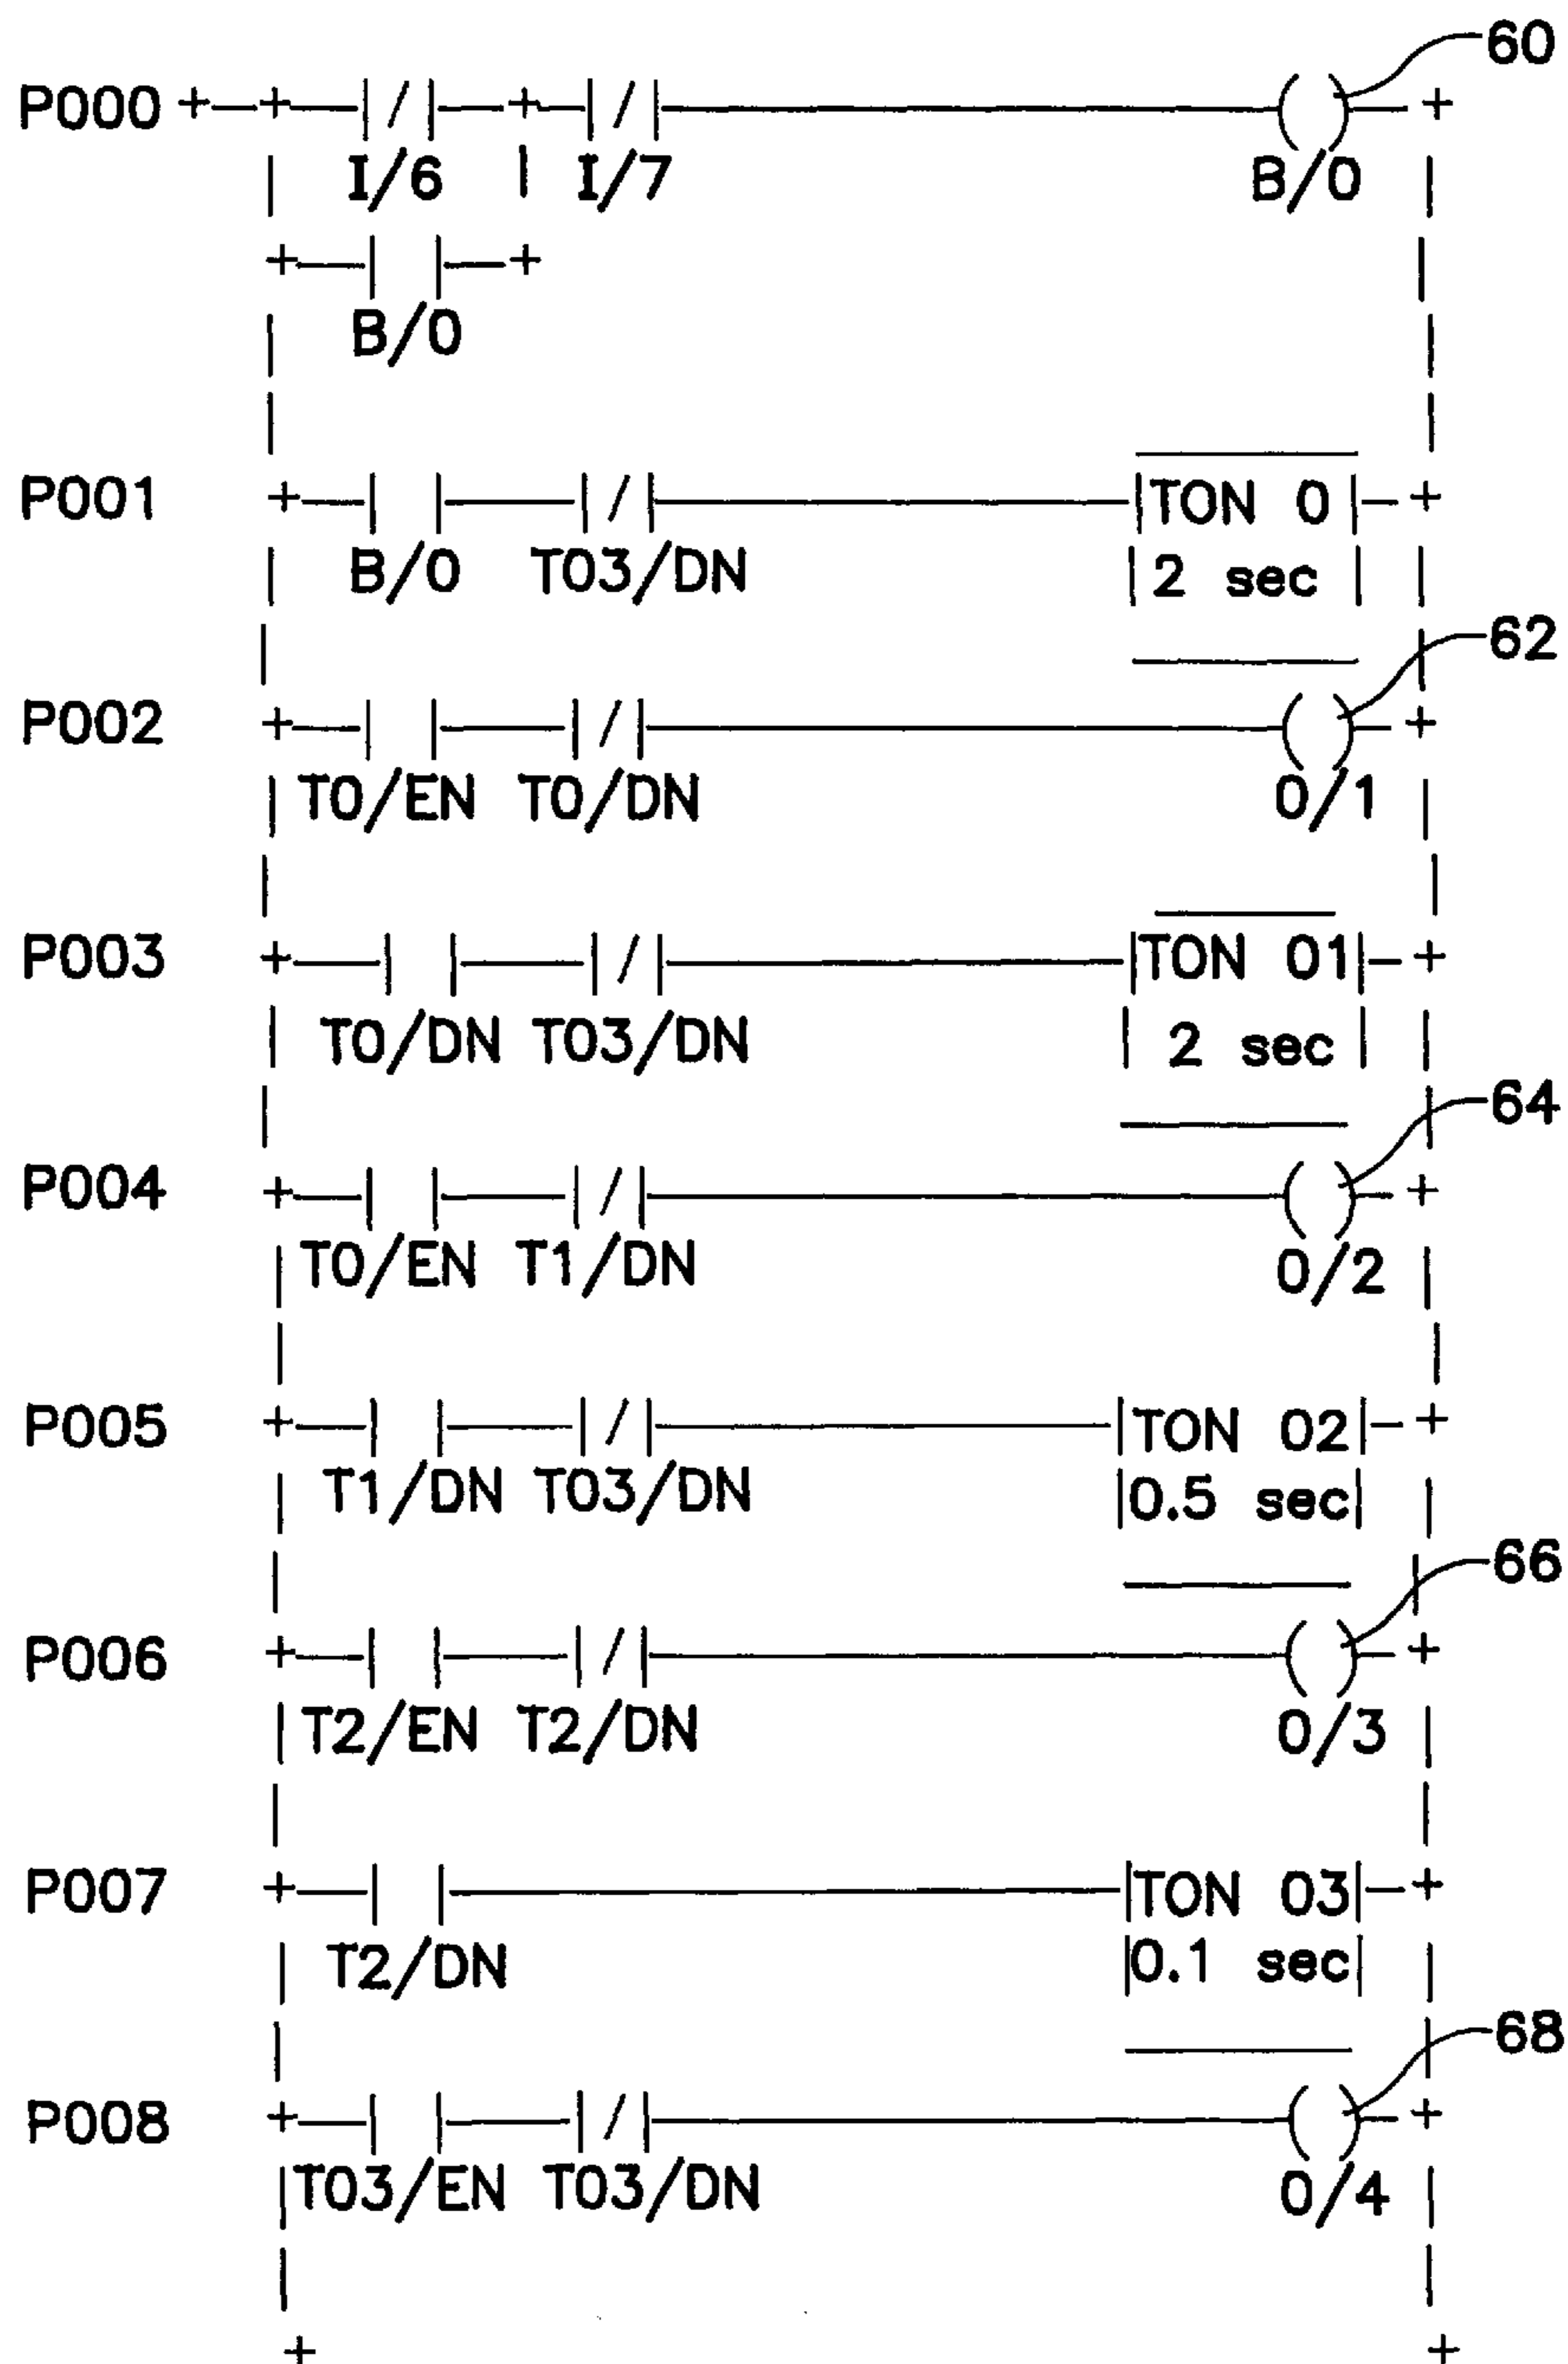 60
P000
I/6 I/7 B/0
B/0
P001 TON 0
B/0 T03/DN 2 sec
62
P002
T0/EN T0/DN 0/1
P003 TON 01
T0/DN T03/DN 2 sec
64
P004
T0/EN T1/DN 0/2
P005 TON 02
T1/DN T03/DN 0.5 sec
66
P006
T2/EN T2/DN 0/3
P007 TON 03
T2/DN 0.1 sec
68
P008
T03/EN T03/DN 0/4